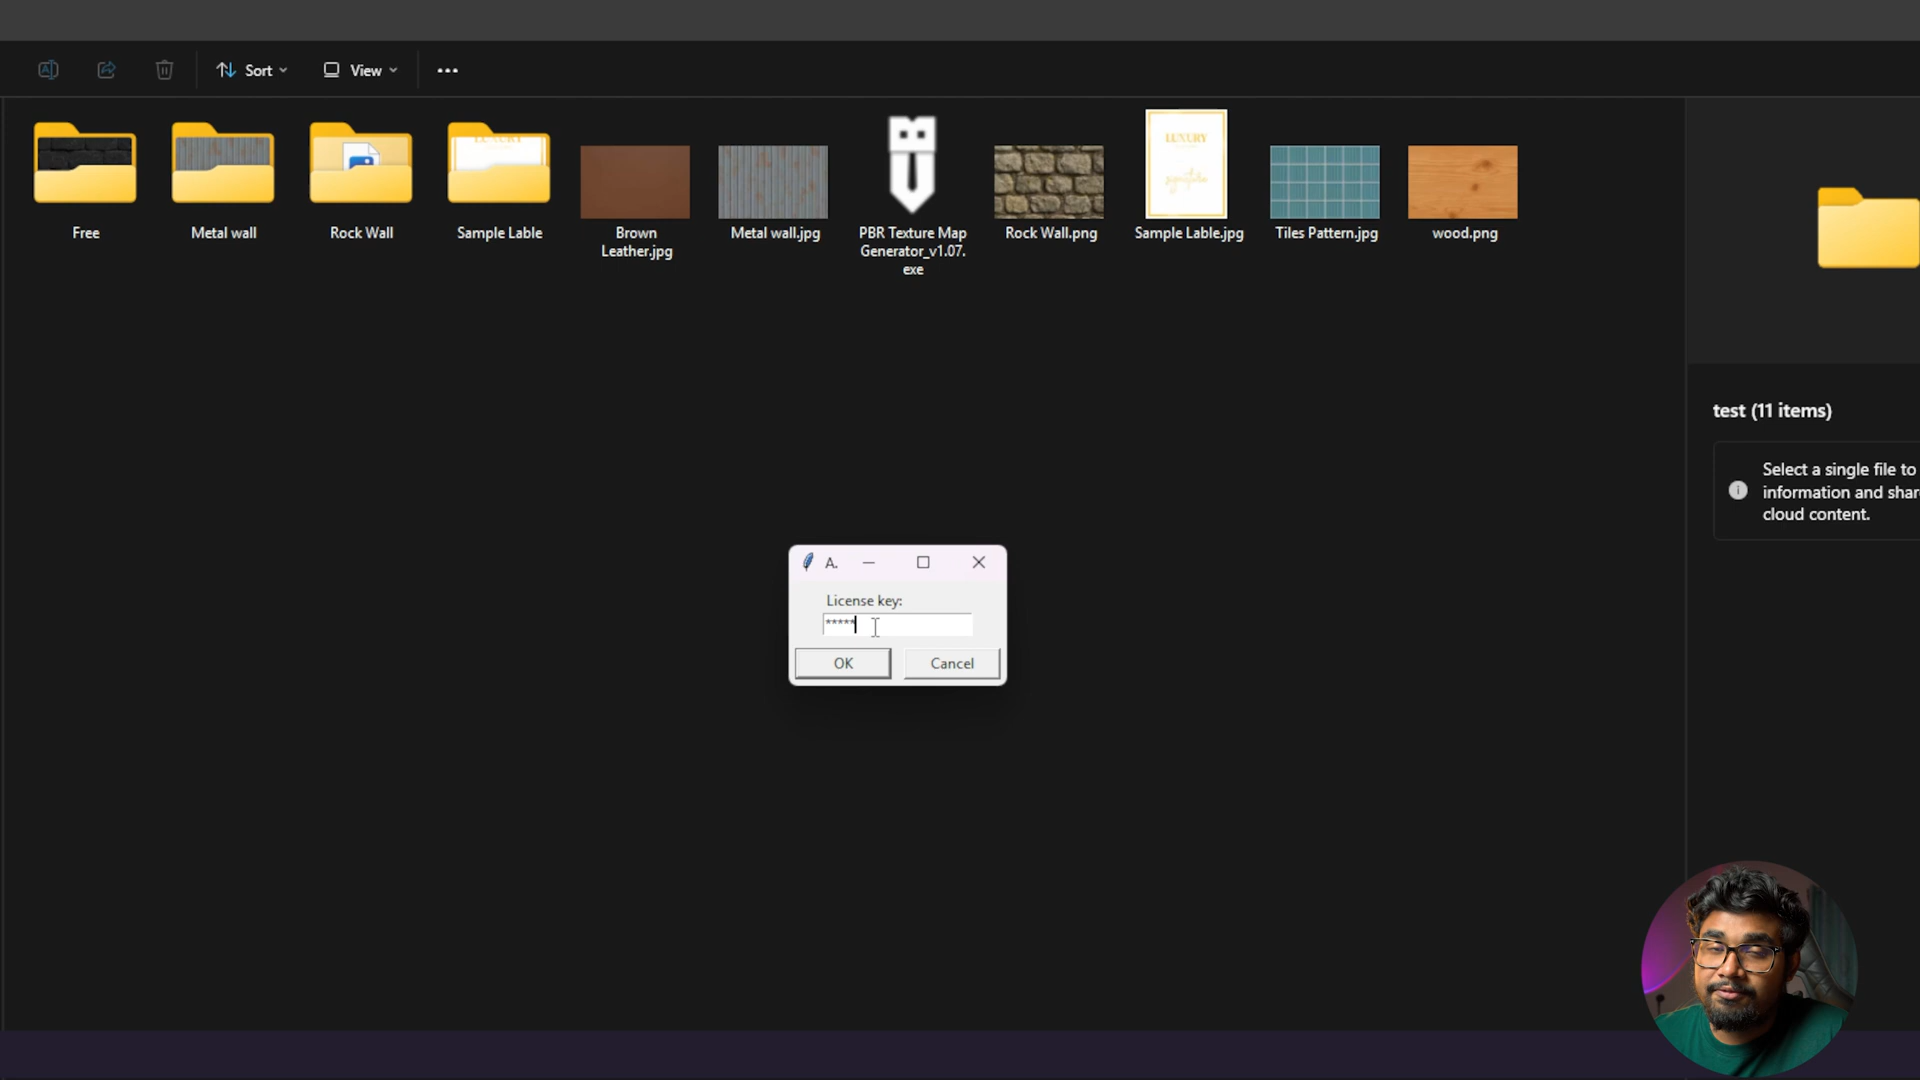 Sort
View
Free
Metal wall
Rock Wall
Sample Lable
Brown
Leather.jpg
Metal wall.jpg
PBR Texture Map
Generator_v1.07.
exe
Rock Wall.png
Sample Lable.jpg
Tiles Pattern.jpg
wood.png
LUXURY
signature
test (11 items)
Select a single file to
information and shar
cloud content.
A.
License key:
*****
OK
Cancel